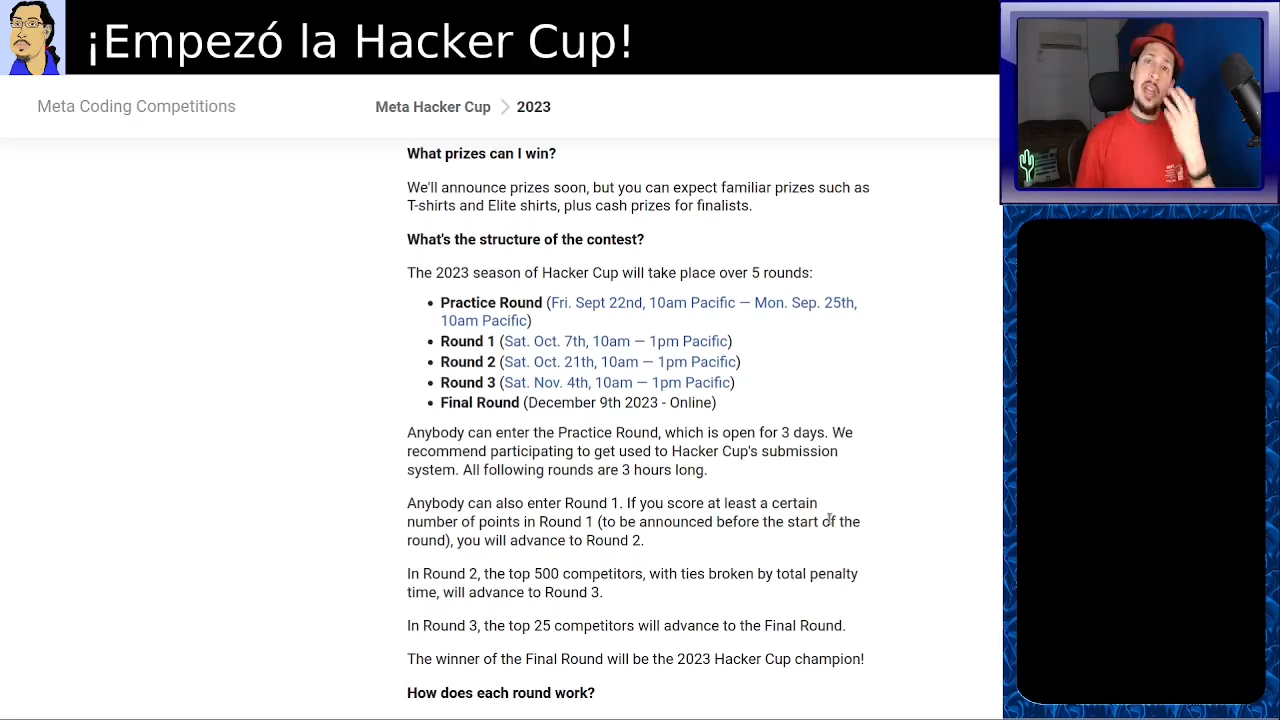 ¡Empezó la Hacker Cup!
Meta Coding Competitions
Meta Hacker Cup 2023
What prizes can I win?
We'll announce prizes soon, but you can expect familiar prizes such as
T-shirts and Elite shirts, plus cash prizes for finalists.
What's the structure of the contest?
The 2023 season of Hacker Cup will take place over 5 rounds:
• Practice Round (Fri. Sept 22nd, 10am Pacific — Mon. Sep. 25th,
10am Pacific)
• Round 1 (Sat. Oct. 7th, 10am — 1pm Pacific)
• Round 2 (Sat. Oct. 21th, 10am — 1pm Pacific)
• Round 3 (Sat. Nov. 4th, 10am — 1pm Pacific)
• Final Round (December 9th 2023 - Online)
Anybody can enter the Practice Round, which is open for 3 days. We
recommend participating to get used to Hacker Cup's submission
system. All following rounds are 3 hours long.
Anybody can also enter Round 1. If you score at least a certain
number of points in Round 1 (to be announced before the start of the
round), you will advance to Round 2.
In Round 2, the top 500 competitors, with ties broken by total penalty
time, will advance to Round 3.
In Round 3, the top 25 competitors will advance to the Final Round.
The winner of the Final Round will be the 2023 Hacker Cup champion!
How does each round work?